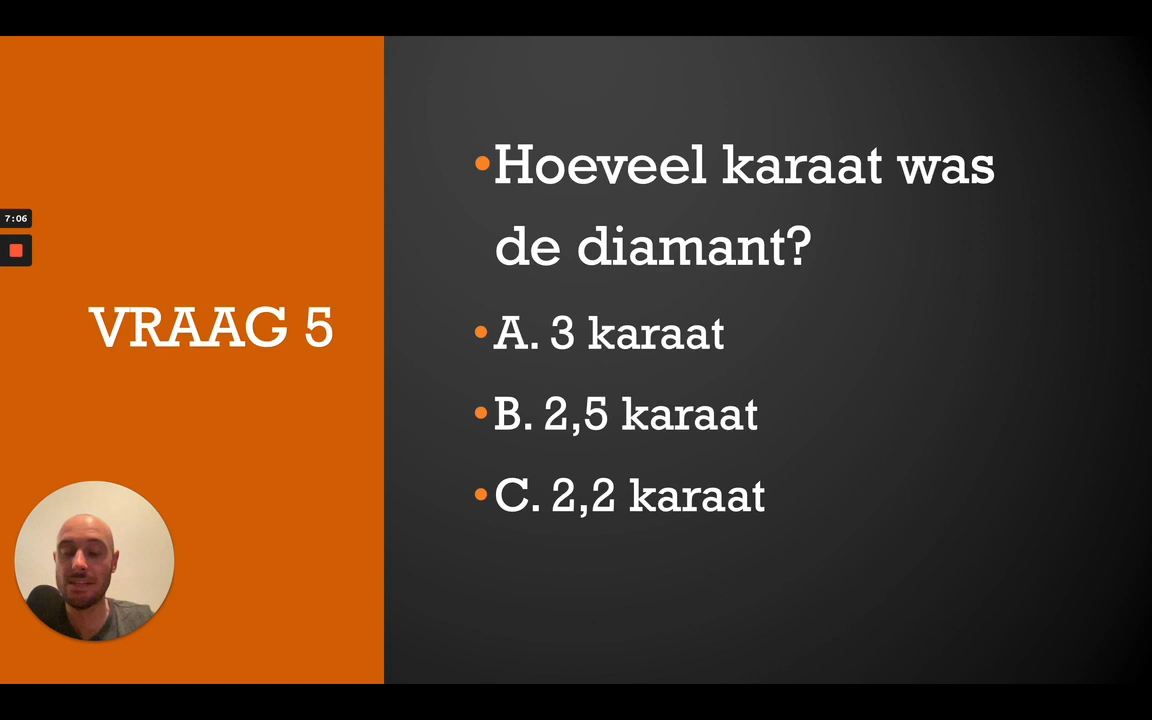 7:06
VRAAG 5
•Hoeveel karaat was
de diamant?
•A. 3 karaat
•B. 2,5 karaat
•C. 2,2 karaat